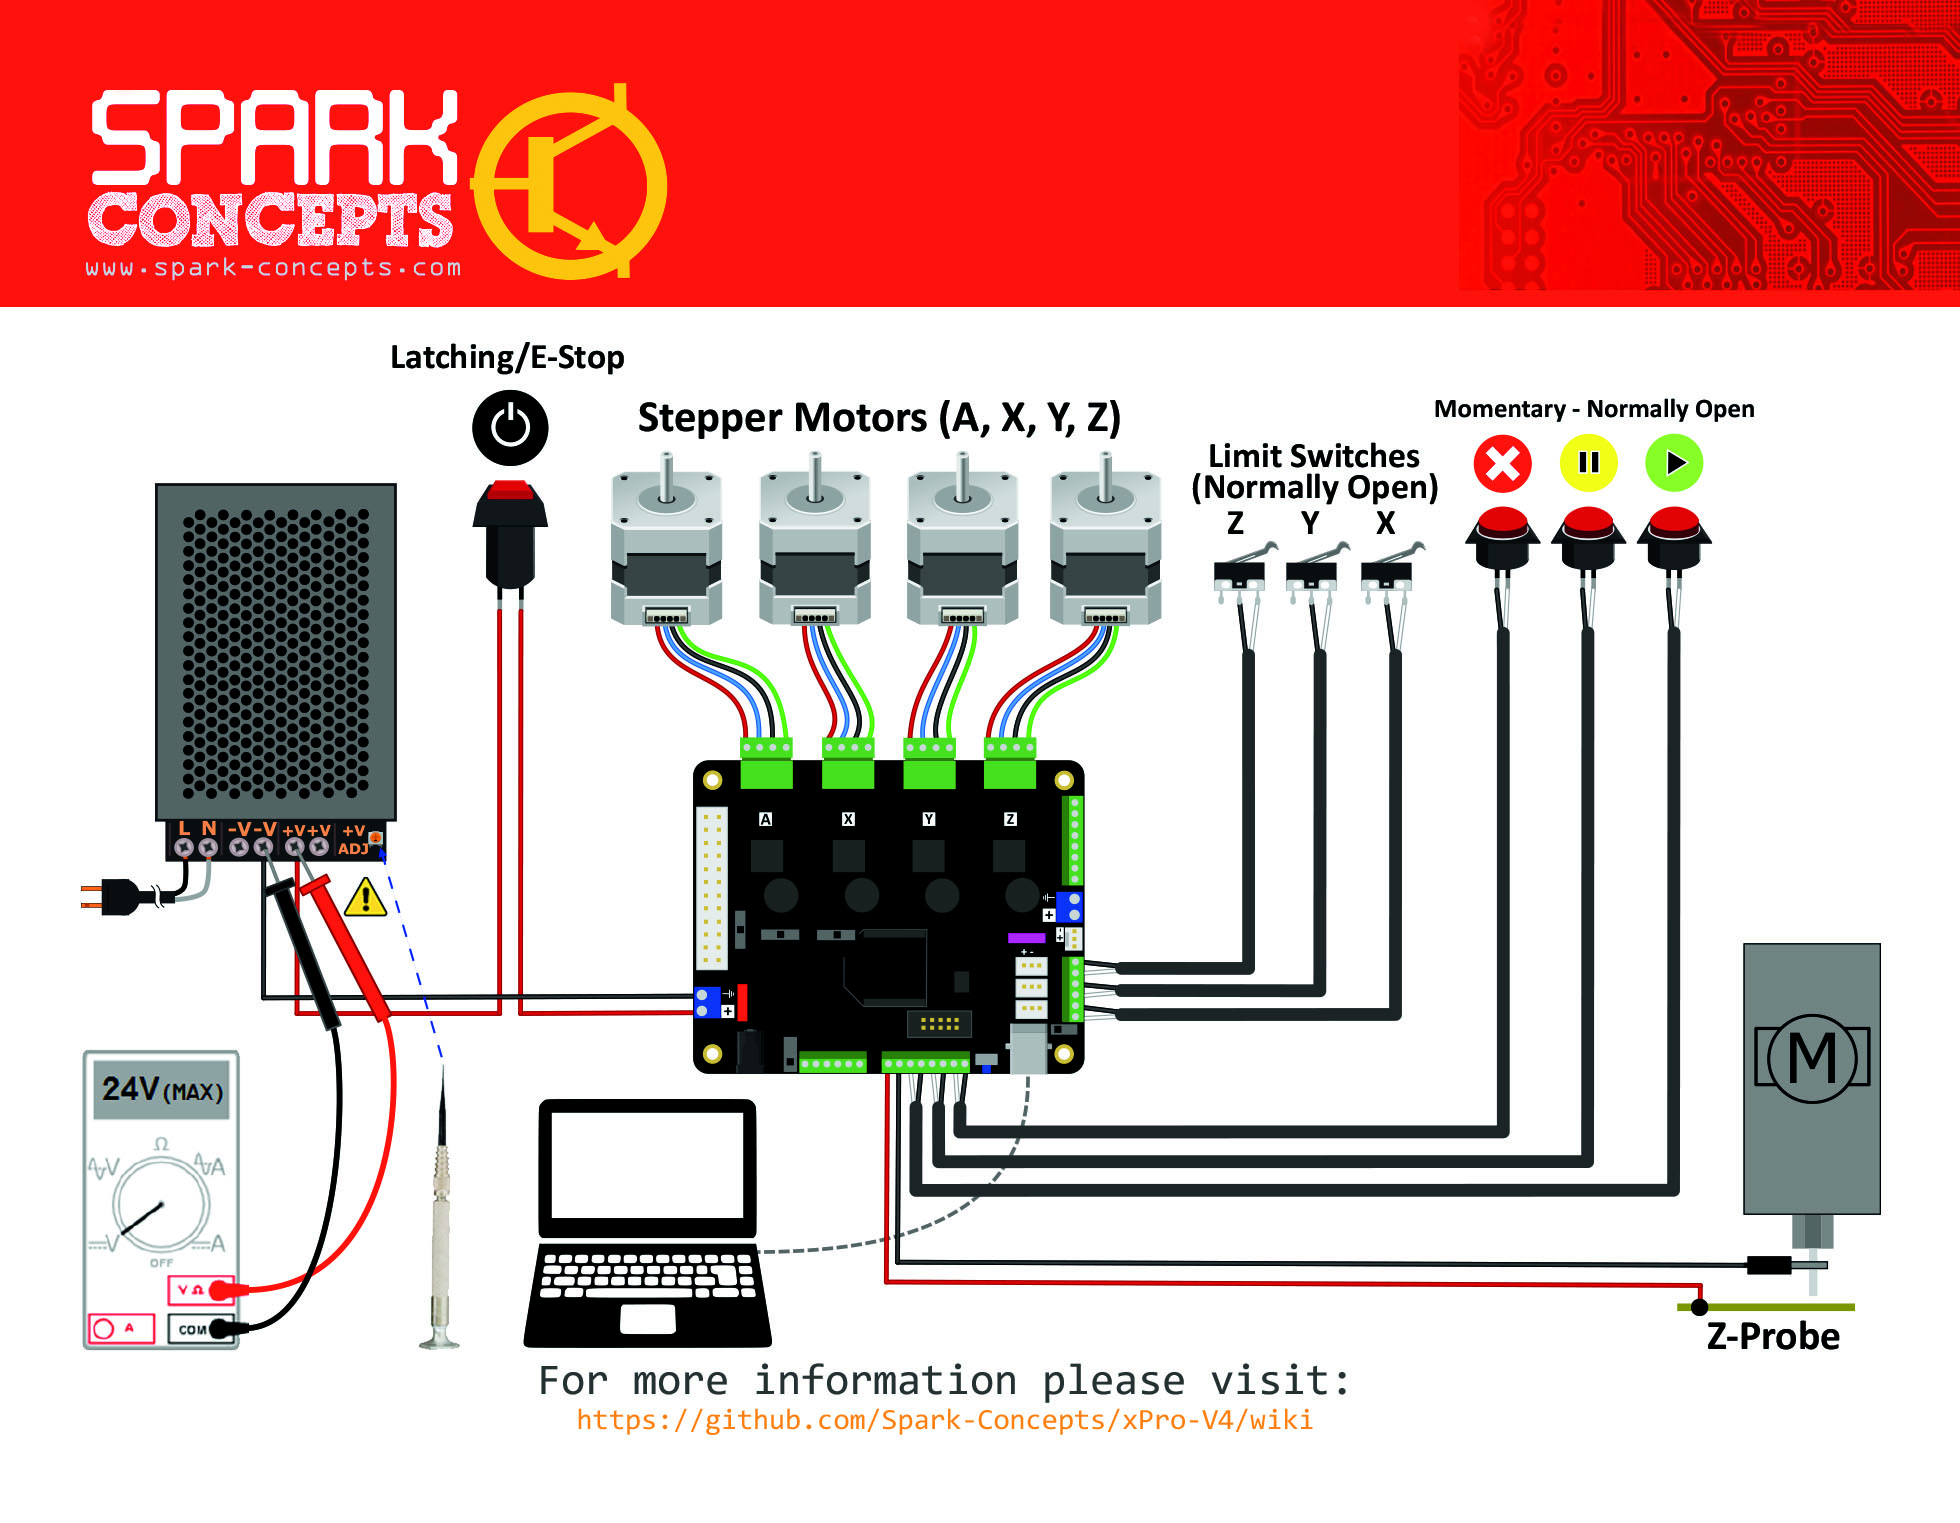 SPARK
CONCEPTS
www.spark-concepts.com
Latching/E-Stop
Stepper Motors (A, X, Y, Z)
Limit Switches
(Normally Open)
Z Y X
Momentary - Normally Open
L N -V -V +V +V +V
ADJ
A X Y Z
+
+ -
+ -
+
24V (MAX)
Ω
V A
V A
OFF
V Ω
A COM
M
Z-Probe
For more information please visit:
https://github.com/Spark-Concepts/xPro-V4/wiki